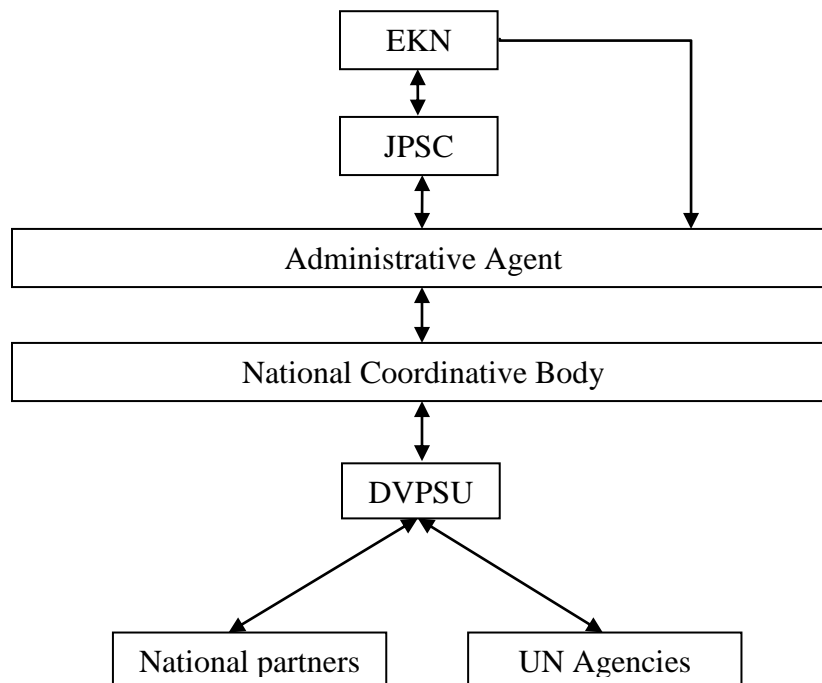 EKN
JPSC
Administrative Agent
National Coordinative Body
DVPSU
National partners
UN Agencies